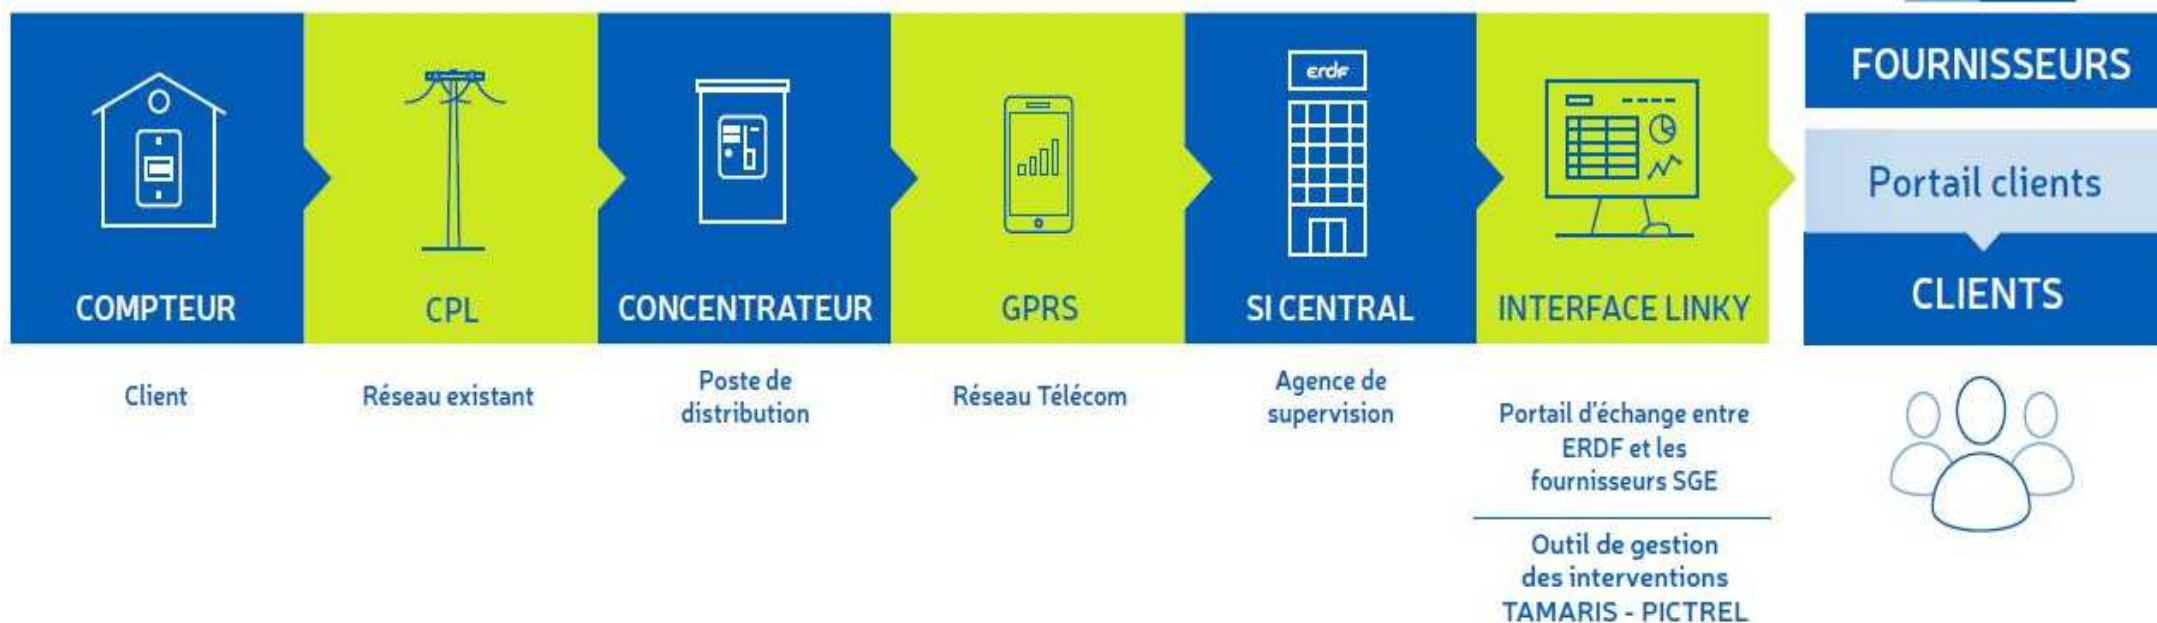 erdf
COMPTEUR
CPL
CONCENTRATEUR
GPRS
SI CENTRAL
INTERFACE LINKY
FOURNISSEURS
Portail clients
CLIENTS
Client
Réseau existant
Poste de
distribution
Réseau Télécom
Agence de
supervision
Portail d'échange entre
ERDF et les
fournisseurs SGE
Outil de gestion
des interventions
TAMARIS - PICTREL